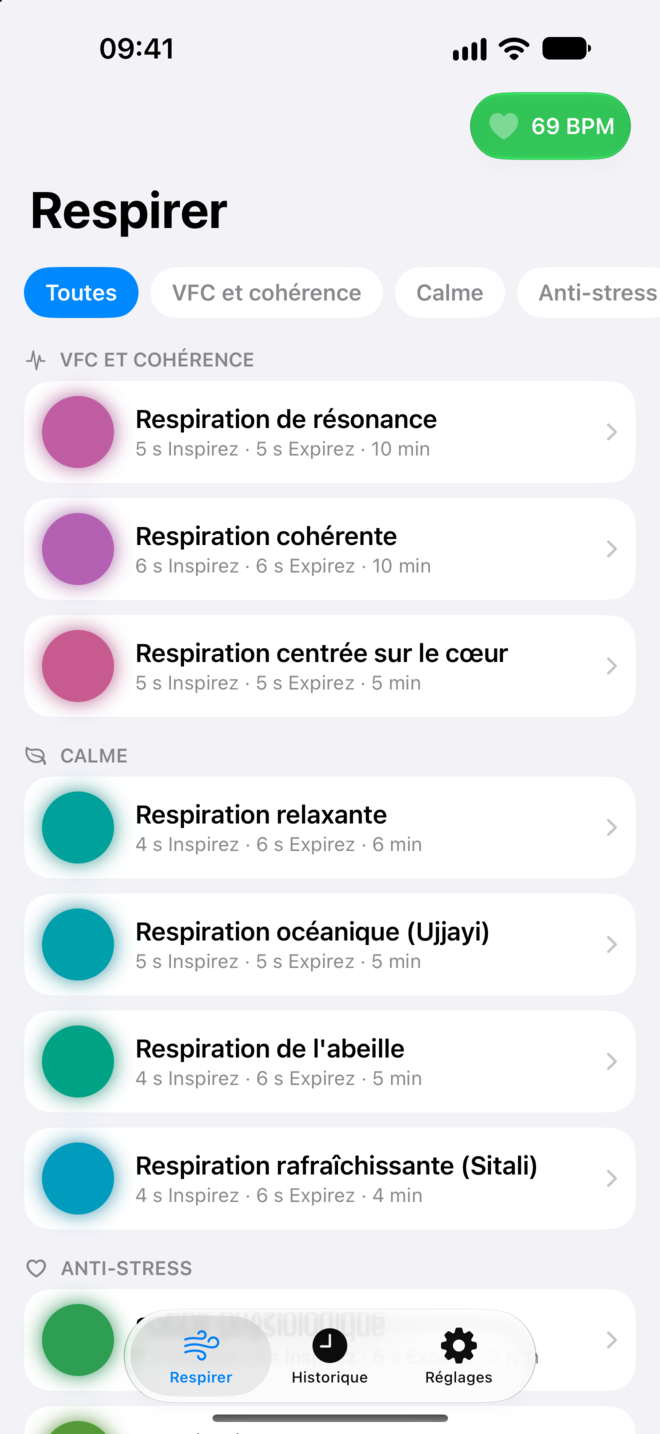 09:41
69 BPM
Respirer
Toutes
VFC et cohérence
Calme
Anti-stress
VFC ET COHÉRENCE
Respiration de résonance
5 s Inspirez · 5 s Expirez · 10 min
Respiration cohérente
6 s Inspirez · 6 s Expirez · 10 min
Respiration centrée sur le cœur
5 s Inspirez · 5 s Expirez · 5 min
CALME
Respiration relaxante
4 s Inspirez · 6 s Expirez · 6 min
Respiration océanique (Ujjayi)
5 s Inspirez · 5 s Expirez · 5 min
Respiration de l'abeille
4 s Inspirez · 6 s Expirez · 5 min
Respiration rafraîchissante (Sitali)
4 s Inspirez · 6 s Expirez · 4 min
ANTI-STRESS
Respirer
Historique
Réglages